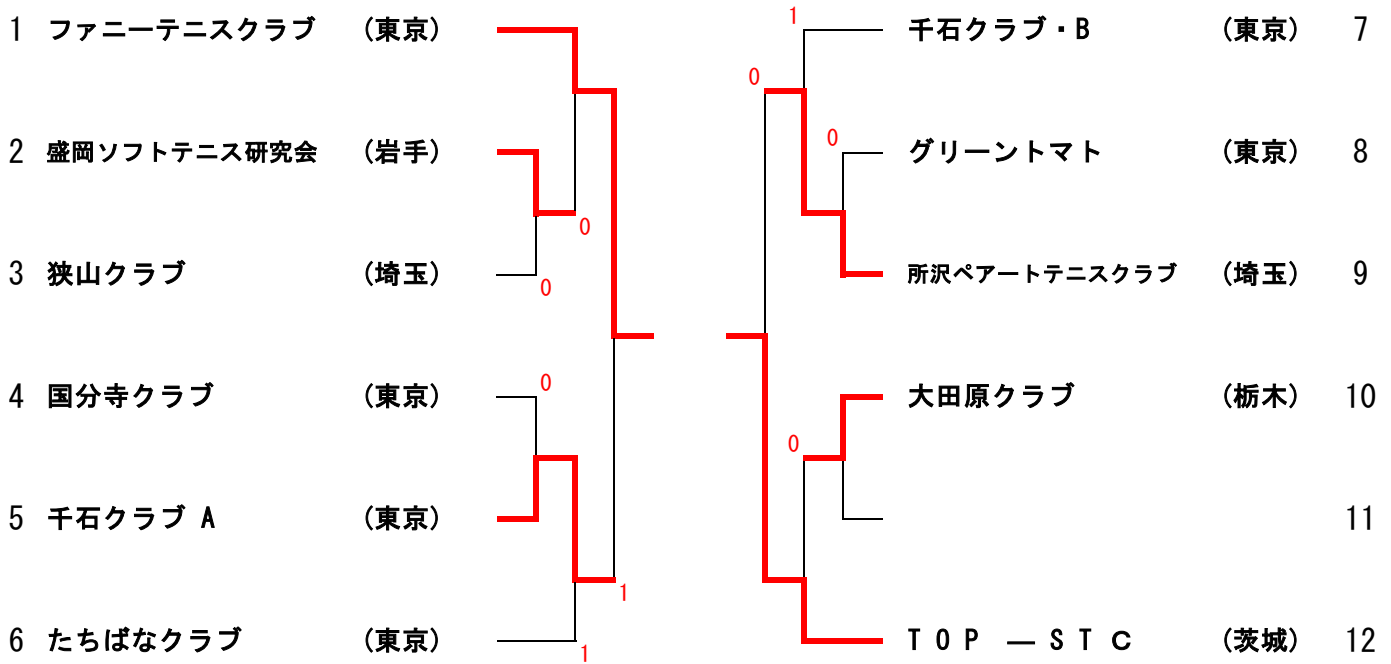 1 ファニーテニスクラブ （東京）
2 盛岡ソフトテニス研究会 （岩手）
0
3 狭山クラブ （埼玉）
0
0
4 国分寺クラブ （東京）
5 千石クラブ A （東京）
1
6 たちばなクラブ （東京）
1
1
千石クラブ・B （東京） 7
0
0
グリーントマト （東京） 8
所沢ペアートテニスクラブ （埼玉） 9
大田原クラブ （栃木） 10
0
11
TOP ―STC （茨城） 12